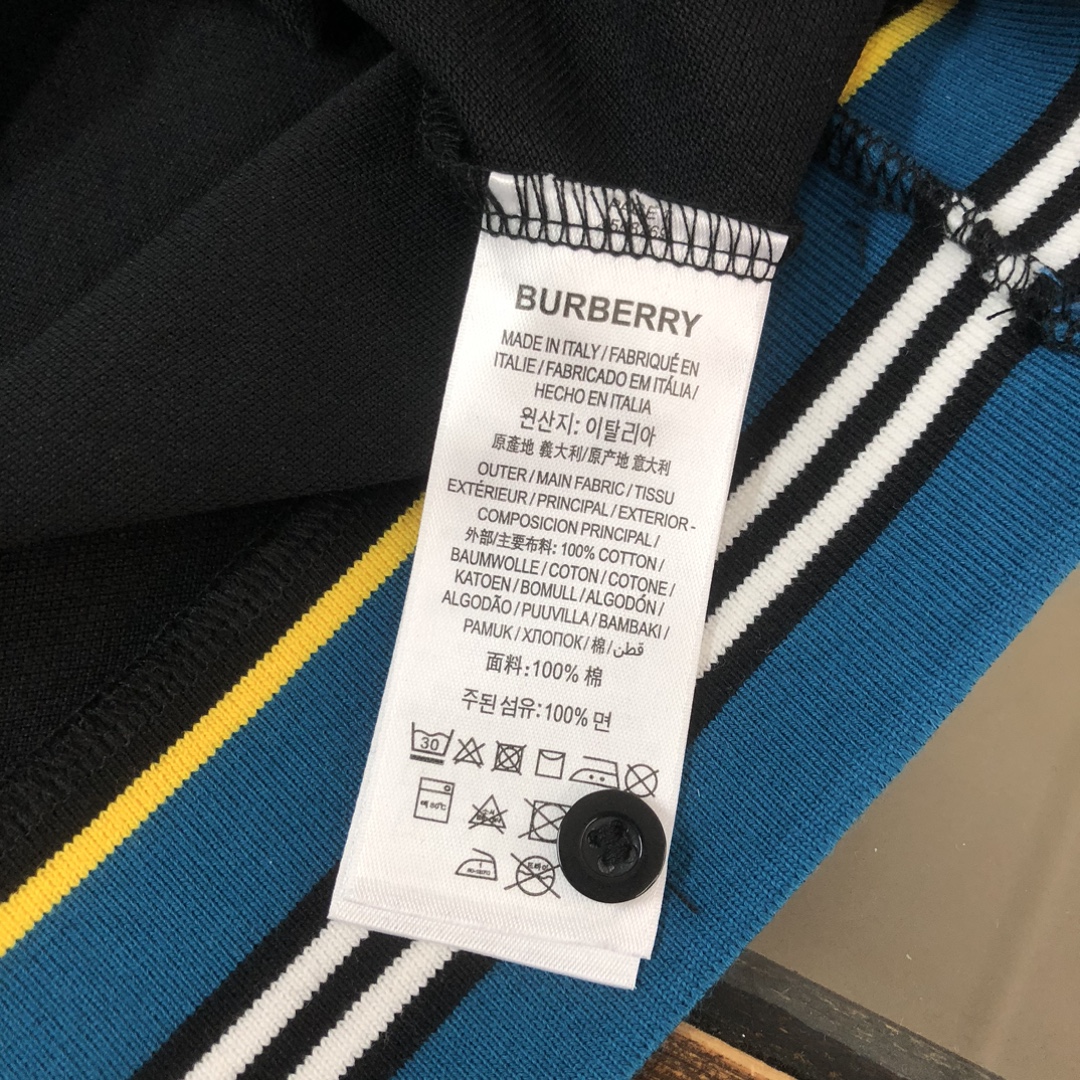 BURBERRY
MADE IN ITALY / FABRIQUÉ EN
ITALIE / FABRICADO EM ITÁLIA /
HECHO EN ITALIA
원산지: 이탈리아
原產地 義大利/原产地 意大利
OUTER / MAIN FABRIC / TISSU
EXTÉRIEUR / PRINCIPAL / EXTERIOR -
COMPOSICION PRINCIPAL /
外部/主要布料: 100% COTTON /
BAUMWOLLE / COTON / COTONE /
KATOEN / BOMULL / ALGODÓN /
ALGODÃO / PUUVILLA / BAMBAKI /
PAMUK / ХЛОПОК / 棉 / قطن
面料:100% 棉
주된 섬유:100% 면
30